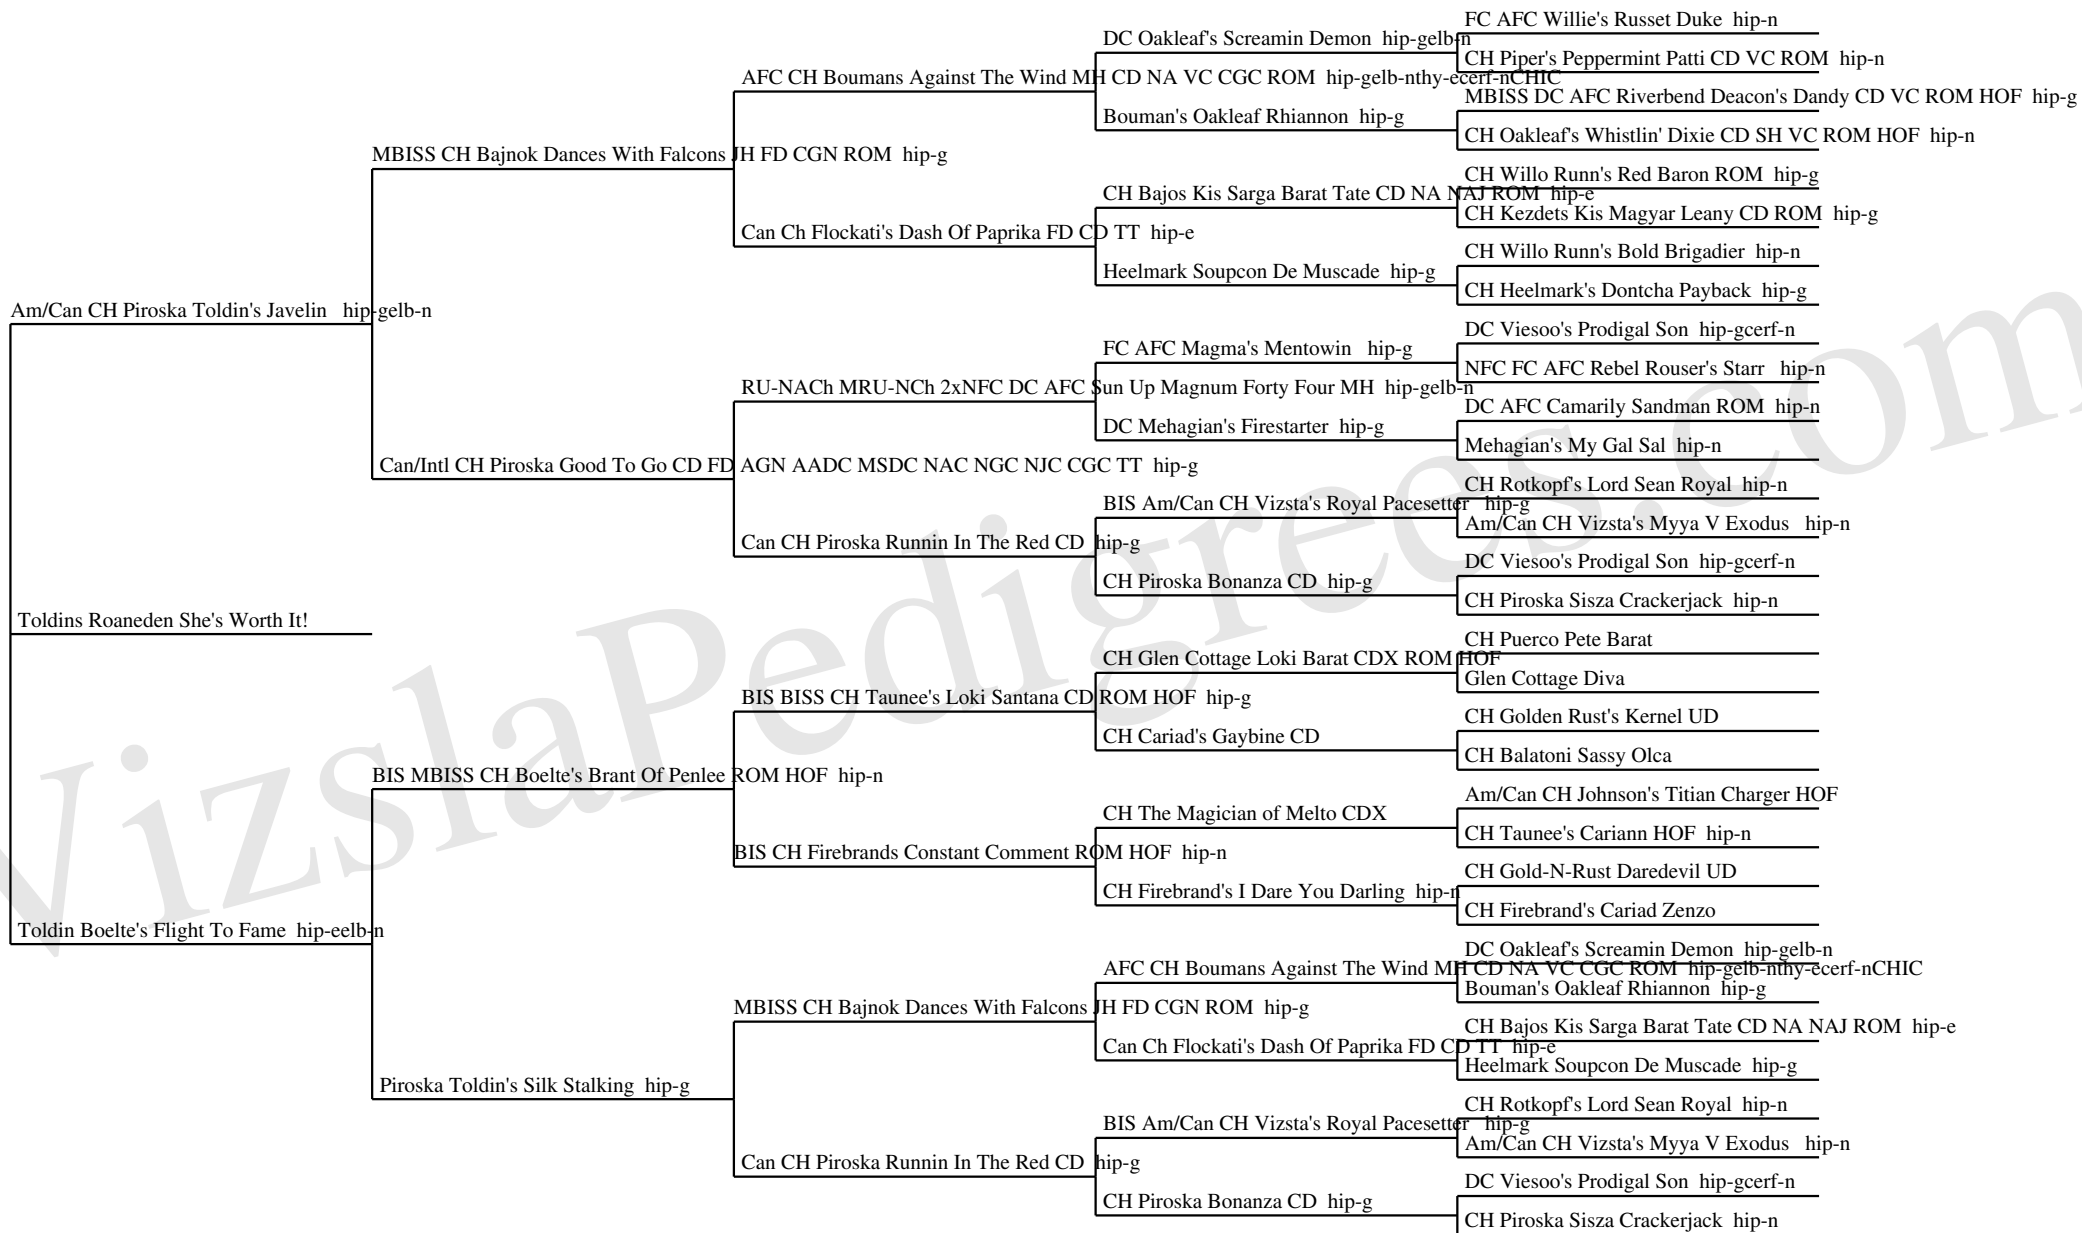 FC AFC Willie's Russet Duke hip-n
DC Oakleaf's Screamin Demon hip-gelb-n
CH Piper's Peppermint Patti CD VC ROM hip-n
AFC CH Boumans Against The Wind MH CD NA VC CGC ROM hip-gelb-nthy-ecerf-nCHIC
MBISS DC AFC Riverbend Deacon's Dandy CD VC ROM HOF hip-g
Bouman's Oakleaf Rhiannon hip-g
CH Oakleaf's Whistlin' Dixie CD SH VC ROM HOF hip-n
MBISS CH Bajnok Dances With Falcons JH FD CGN ROM hip-g
CH Willo Runn's Red Baron ROM hip-g
CH Bajos Kis Sarga Barat Tate CD NA NAJ ROM hip-e
CH Kezdets Kis Magyar Leany CD ROM hip-g
Can Ch Flockati's Dash Of Paprika FD CD TT hip-e
CH Willo Runn's Bold Brigadier hip-n
Heelmark Soupcon De Muscade hip-g
CH Heelmark's Dontcha Payback hip-g
Am/Can CH Piroska Toldin's Javelin hip-gelb-n
DC Viesoo's Prodigal Son hip-gcerf-n
FC AFC Magma's Mentowin hip-g
NFC FC AFC Rebel Rouser's Starr hip-n
RU-NACh MRU-NCh 2xNFC DC AFC Sun Up Magnum Forty Four MH hip-gelb-n
DC AFC Camarily Sandman ROM hip-n
DC Mehagian's Firestarter hip-g
Mehagian's My Gal Sal hip-n
Can/Intl CH Piroska Good To Go CD FD AGN AADC MSDC NAC NGC NJC CGC TT hip-g
CH Rotkopf's Lord Sean Royal hip-n
BIS Am/Can CH Vizsta's Royal Pacesetter hip-g
Am/Can CH Vizsta's Myya V Exodus hip-n
Can CH Piroska Runnin In The Red CD hip-g
DC Viesoo's Prodigal Son hip-gcerf-n
CH Piroska Bonanza CD hip-g
CH Piroska Sisza Crackerjack hip-n
Toldins Roaneden She's Worth It!
CH Puerco Pete Barat
CH Glen Cottage Loki Barat CDX ROM HOF
Glen Cottage Diva
BIS BISS CH Taunee's Loki Santana CD ROM HOF hip-g
CH Golden Rust's Kernel UD
CH Cariad's Gaybine CD
CH Balatoni Sassy Olca
BIS MBISS CH Boelte's Brant Of Penlee ROM HOF hip-n
Am/Can CH Johnson's Titian Charger HOF
CH The Magician of Melto CDX
CH Taunee's Cariann HOF hip-n
BIS CH Firebrands Constant Comment ROM HOF hip-n
CH Gold-N-Rust Daredevil UD
CH Firebrand's I Dare You Darling hip-n
CH Firebrand's Cariad Zenzo
Toldin Boelte's Flight To Fame hip-eelb-n
DC Oakleaf's Screamin Demon hip-gelb-n
AFC CH Boumans Against The Wind MH CD NA VC CGC ROM hip-gelb-nthy-ecerf-nCHIC
Bouman's Oakleaf Rhiannon hip-g
MBISS CH Bajnok Dances With Falcons JH FD CGN ROM hip-g
CH Bajos Kis Sarga Barat Tate CD NA NAJ ROM hip-e
Can Ch Flockati's Dash Of Paprika FD CD TT hip-e
Heelmark Soupcon De Muscade hip-g
Piroska Toldin's Silk Stalking hip-g
CH Rotkopf's Lord Sean Royal hip-n
BIS Am/Can CH Vizsta's Royal Pacesetter hip-g
Am/Can CH Vizsta's Myya V Exodus hip-n
Can CH Piroska Runnin In The Red CD hip-g
DC Viesoo's Prodigal Son hip-gcerf-n
CH Piroska Bonanza CD hip-g
CH Piroska Sisza Crackerjack hip-n
VizslaPedigrees.com